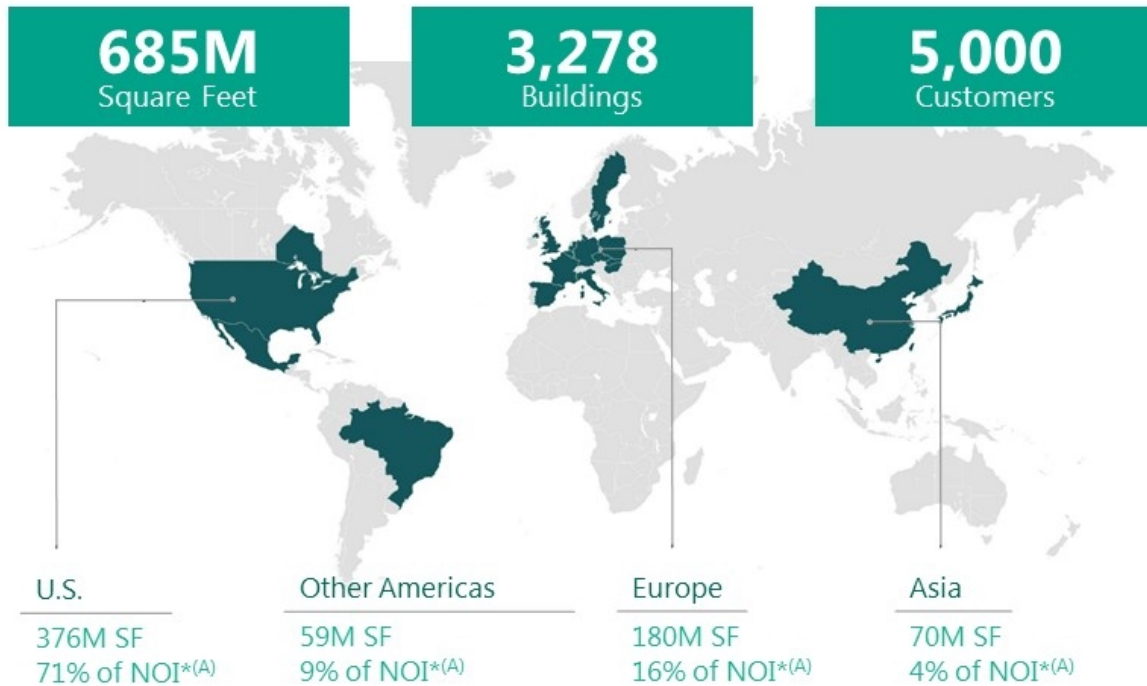 685M
Square Feet
3,278
Buildings
5,000
Customers
U.S.
376M SF
71% of NOI*(A)
Other Americas
59M SF
9% of NOI*(A)
Europe
180M SF
16% of NOI*(A)
Asia
70M SF
4% of NOI*(A)